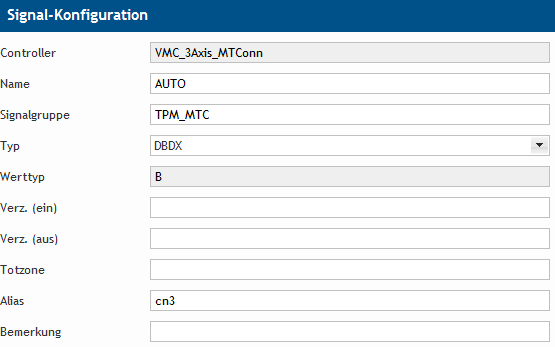 Signal-Konfiguration
Controller VMC_3Axis_MTConn
Name AUTO
Signalgruppe TPM_MTC
Typ DBDX
Werttyp B
Verz. (ein)
Verz. (aus)
Totzone
Alias cn3
Bemerkung